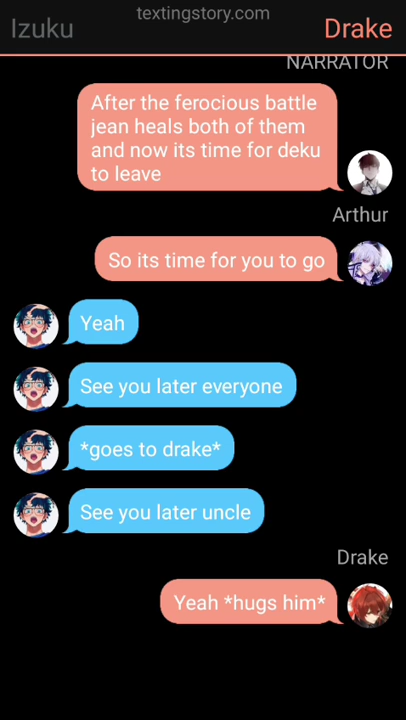 textingstory.com
Izuku
Drake
NARRATOR
After the ferocious battle
jean heals both of them
and now its time for deku
to leave
Arthur
So its time for you to go
Yeah
See you later everyone
*goes to drake*
See you later uncle
Drake
Yeah *hugs him*